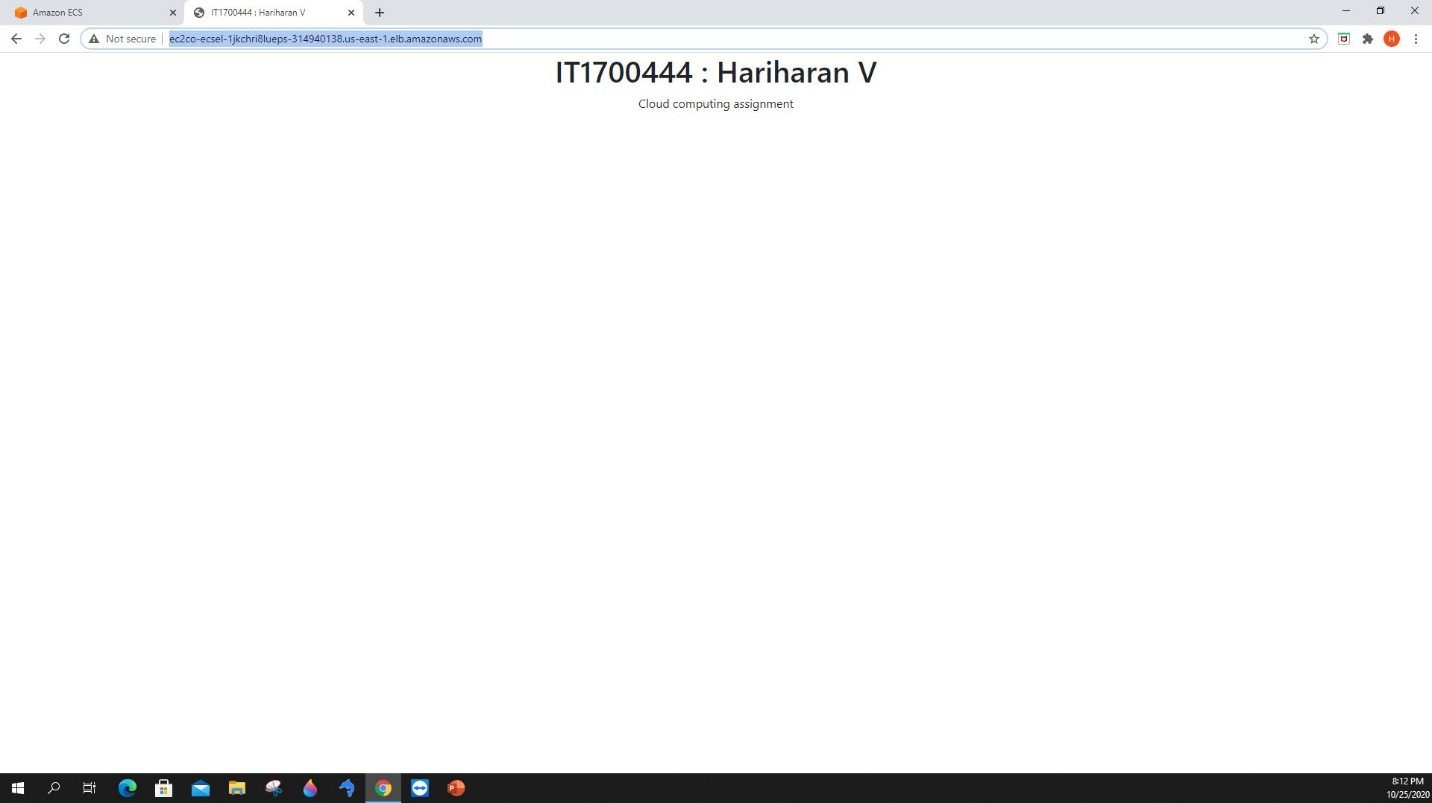 Amazon ECS
IT1700444 : Hariharan V
Not secure
ec2co-ecsel-1jkchri8lueps-314940138.us-east-1.elb.amazonaws.com
H
IT1700444 : Hariharan V
Cloud computing assignment
8:12 PM
10/25/2020